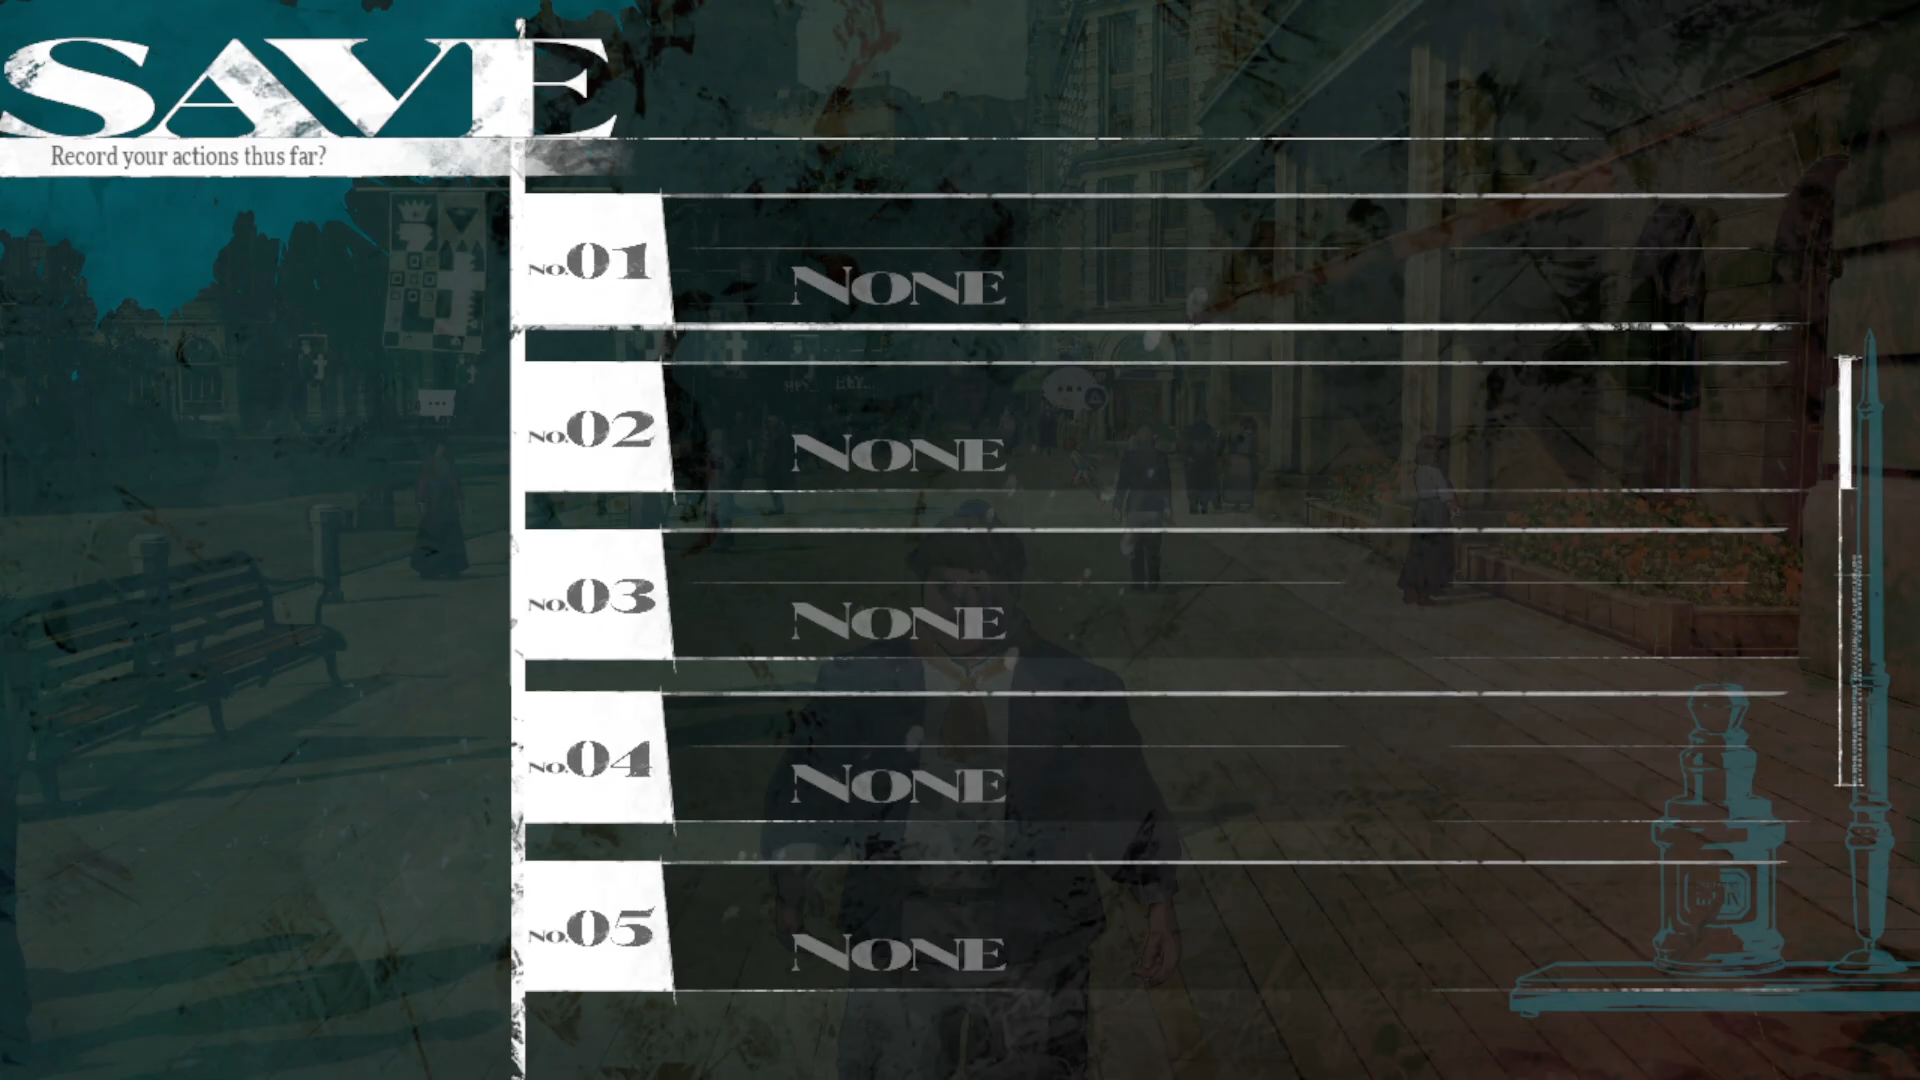 SAVE
Record your actions thus far?
NO.01
NONE
NO.02
NONE
NO.03
NONE
NO.04
NONE
NO.05
NONE